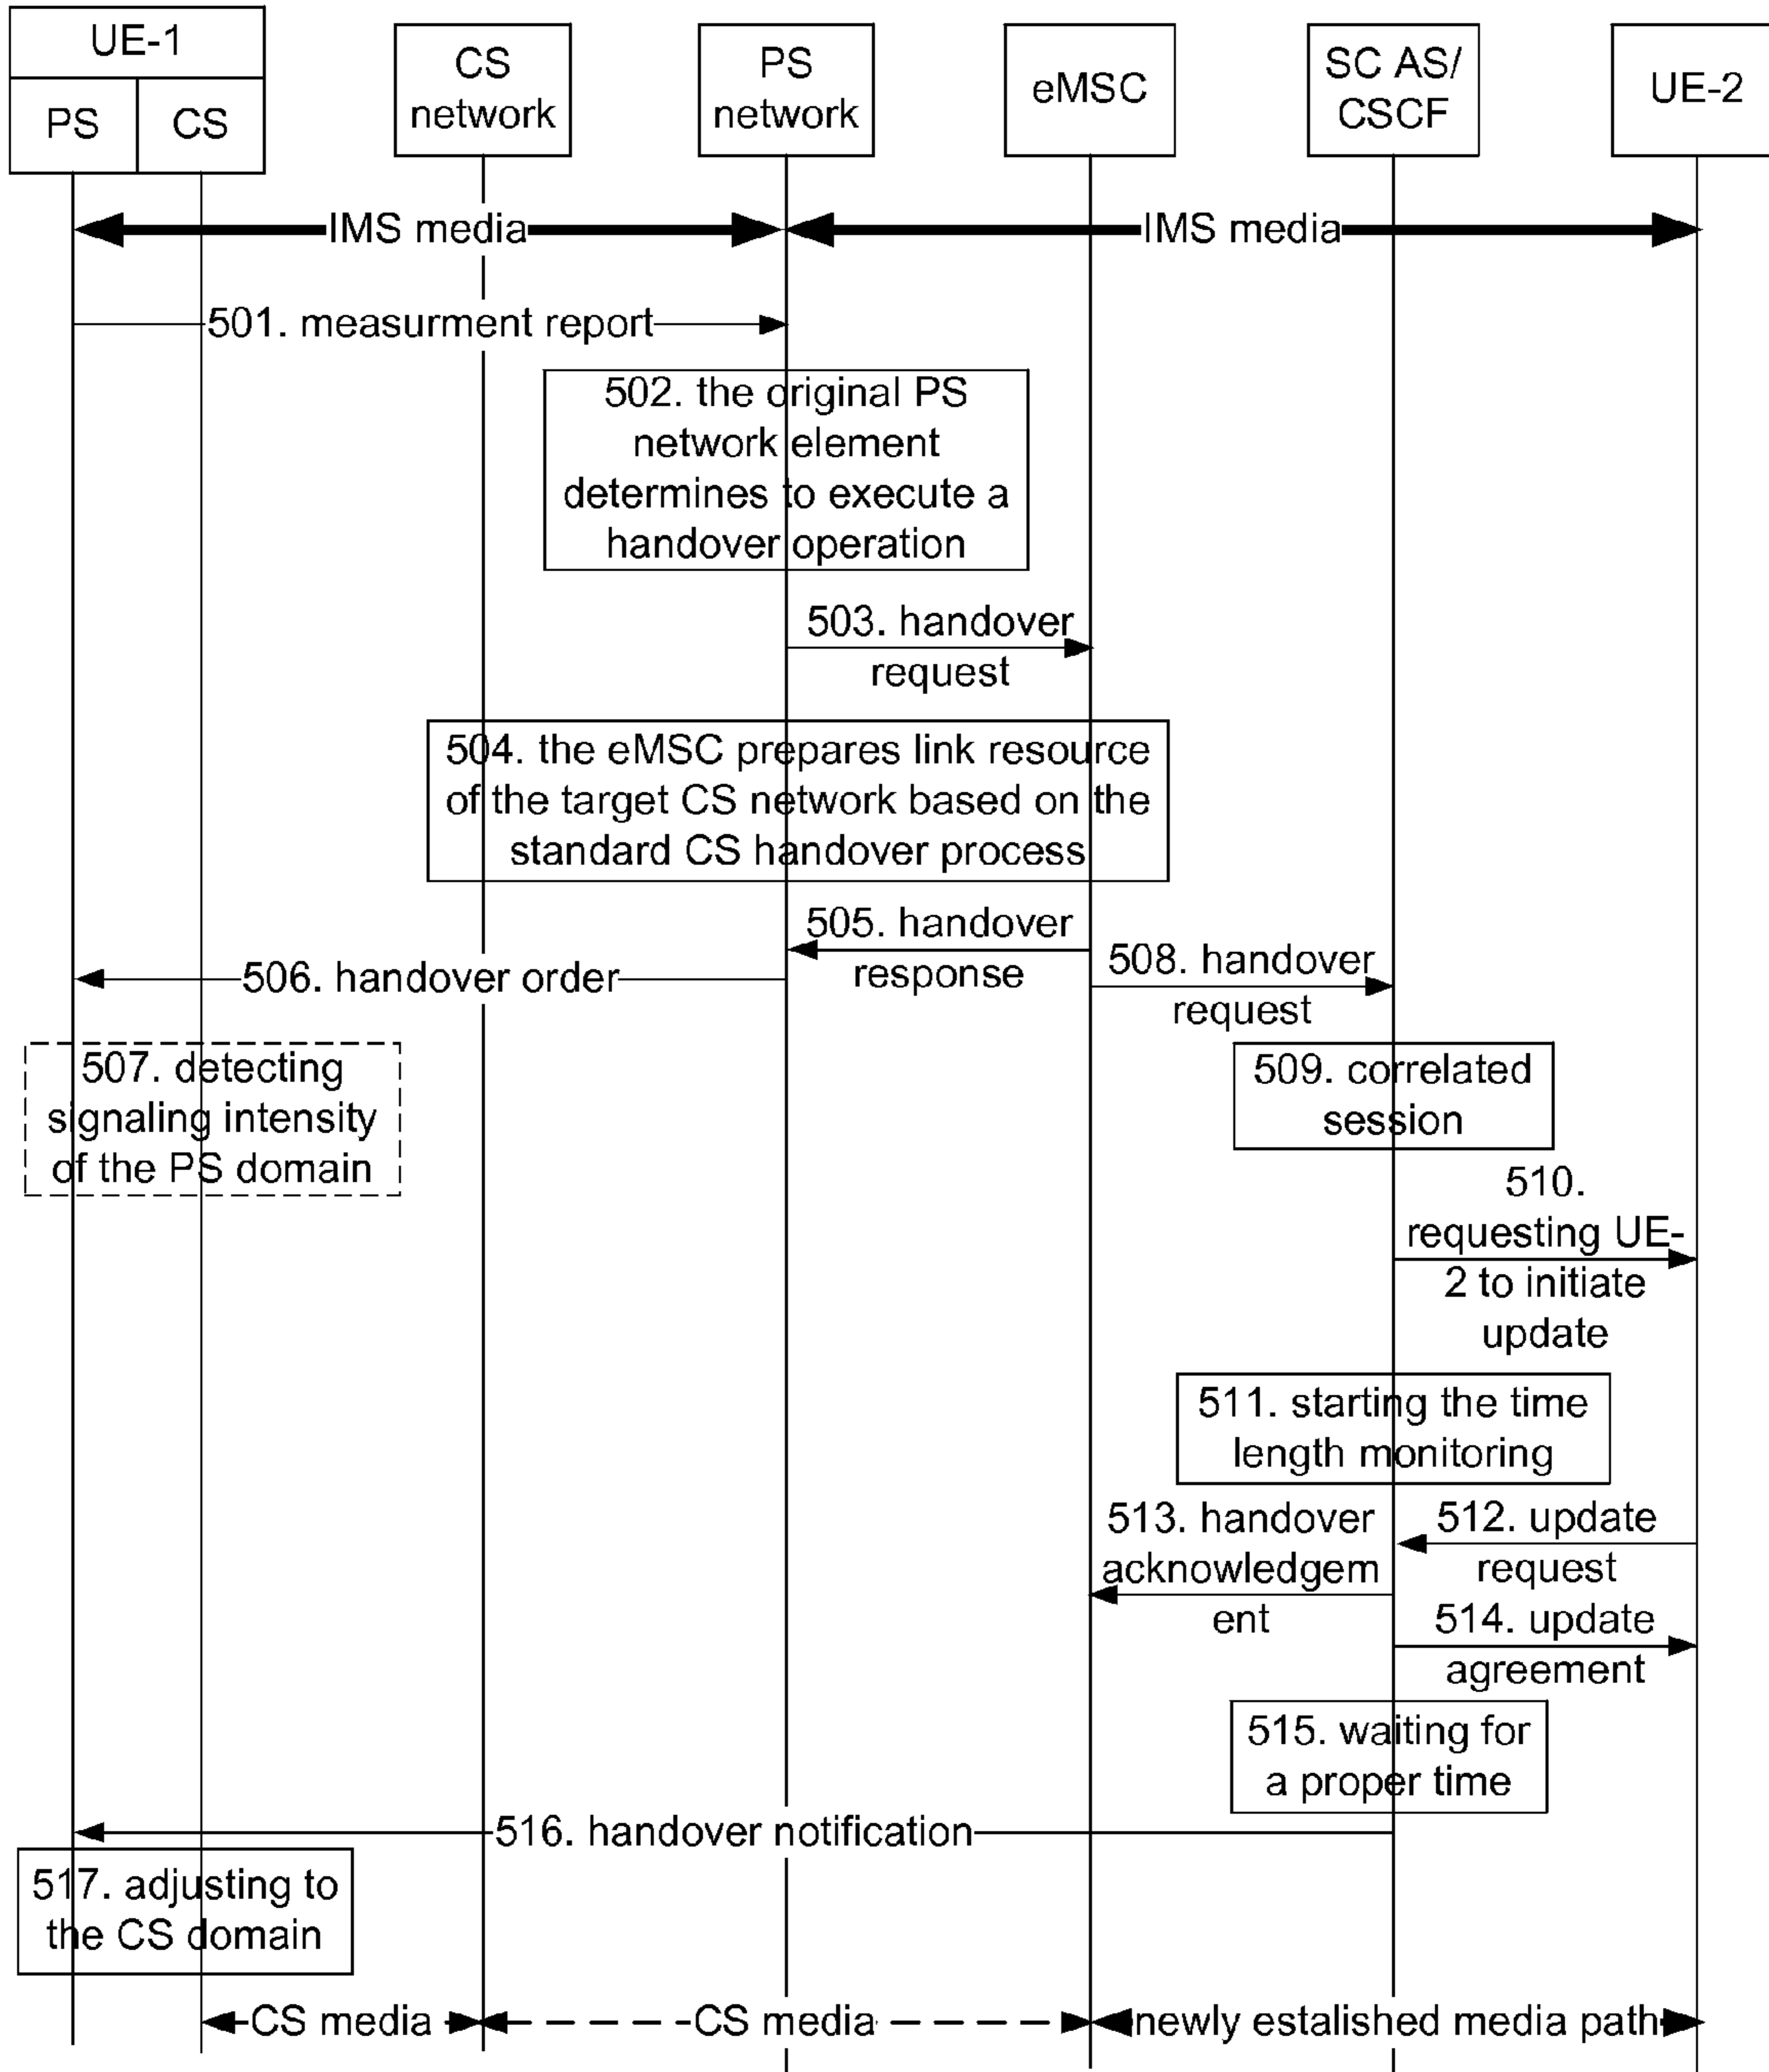 UE-1
PS
CS
CS
network
PS
network
eMSC
SC AS/
CSCF
UE-2
IMS media
IMS media
501. measurment report
502. the original PS
network element
determines to execute a
handover operation
503. handover
request
504. the eMSC prepares link resource
of the target CS network based on the
standard CS handover process
505. handover
response
506. handover order
508. handover
request
507. detecting
signaling intensity
of the PS domain
509. correlated
session
510.
requesting UE-
2 to initiate
update
511. starting the time
length monitoring
512. update
request
513. handover
acknowledgem
ent
514. update
agreement
515. waiting for
a proper time
516. handover notification
517. adjusting to
the CS domain
CS media
CS media
newly estalished media path